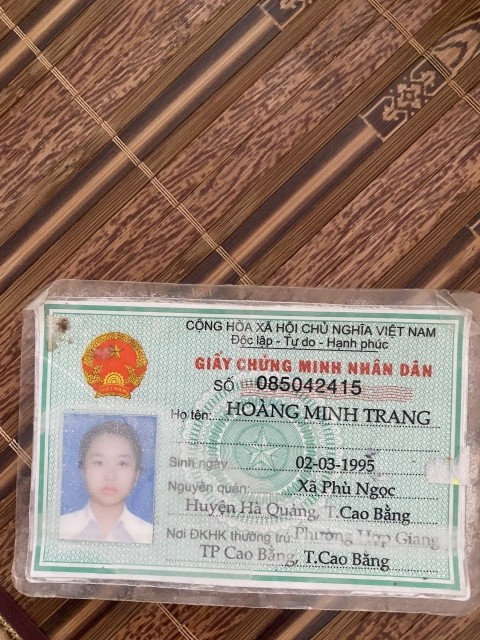 CỘNG HÒA XÃ HỘI CHỦ NGHĨA VIỆT NAM
Độc lập - Tự do - Hạnh phúc
GIẤY CHỨNG MINH NHÂN DÂN
SỐ 085042415
Họ tên: HOÀNG MINH TRANG
Sinh ngày 02-03-1995
Nguyên quán: Xã Phù Ngọc
Huyện Hà Quảng, T.Cao Bằng
Nơi ĐKHK thường trú: Phường Hợp Giang
TP Cao Bằng, T.Cao Bằng
VIỆT NAM